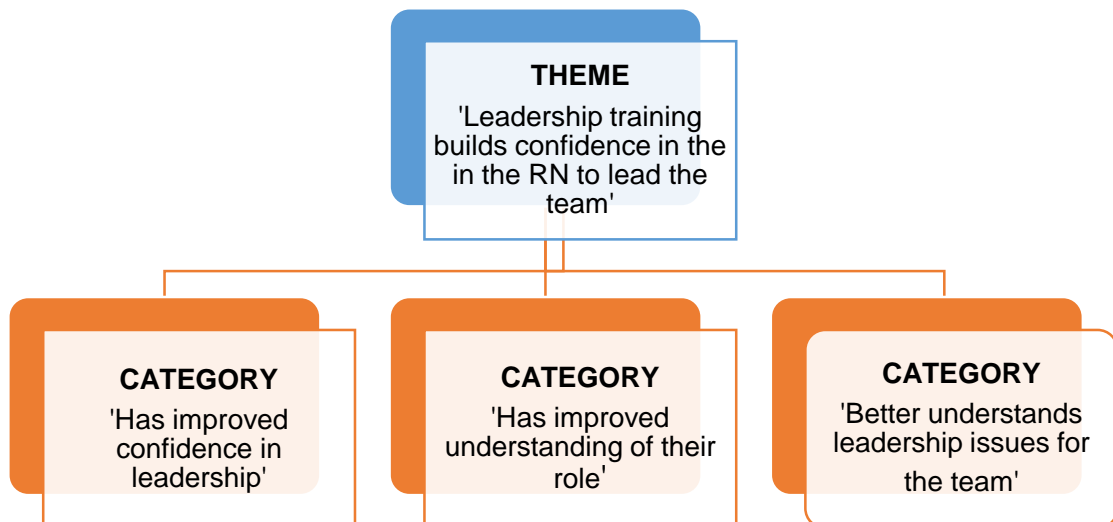 THEME
'Leadership training
builds confidence in the
in the RN to lead the
team'
CATEGORY
'Has improved
confidence in
leadership'
CATEGORY
'Has improved
understanding of their
role'
CATEGORY
'Better understands
leadership issues for
the team'